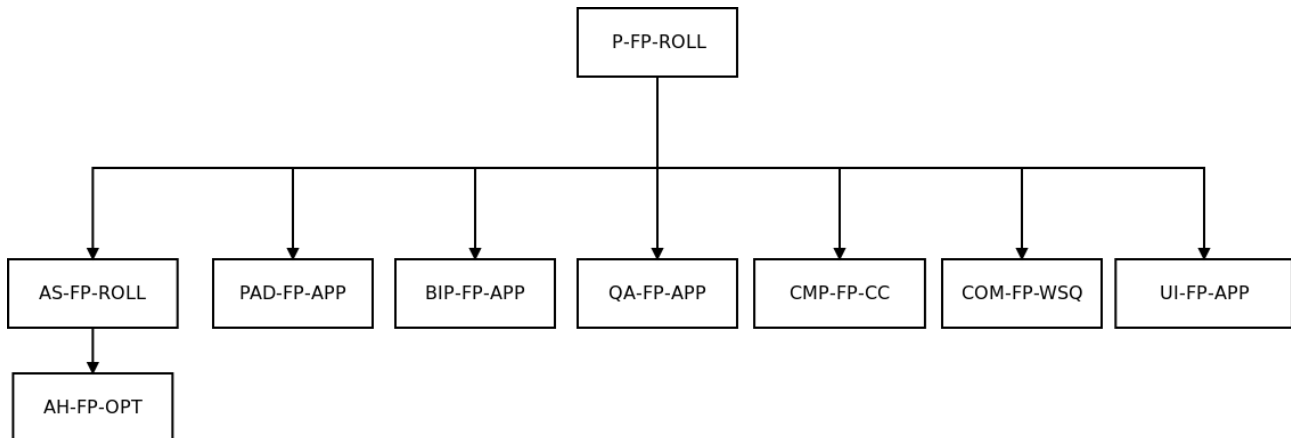 P-FP-ROLL
AS-FP-ROLL
PAD-FP-APP
BIP-FP-APP
QA-FP-APP
CMP-FP-CC
COM-FP-WSQ
UI-FP-APP
AH-FP-OPT